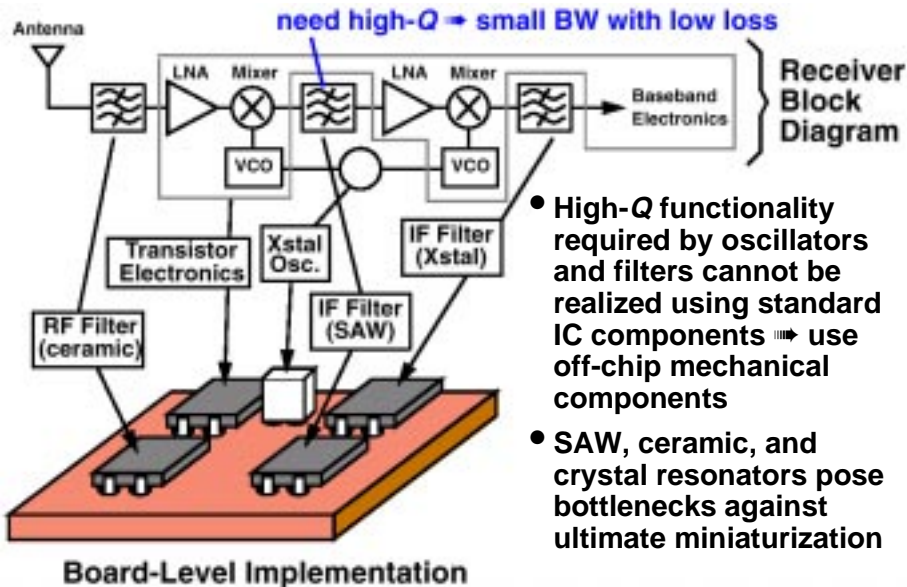 need high-Q ➠ small BW with low loss
Antenna
LNA Mixer LNA Mixer
Baseband
Electronics
VCO VCO
Receiver
Block
Diagram
Transistor
Electronics
Xstal
Osc.
IF Filter
(Xstal)
RF Filter
(ceramic)
IF Filter
(SAW)
• High-Q functionality
required by oscillators
and filters cannot be
realized using standard
IC components ➠ use
off-chip mechanical
components
• SAW, ceramic, and
crystal resonators pose
bottlenecks against
ultimate miniaturization
Board-Level Implementation